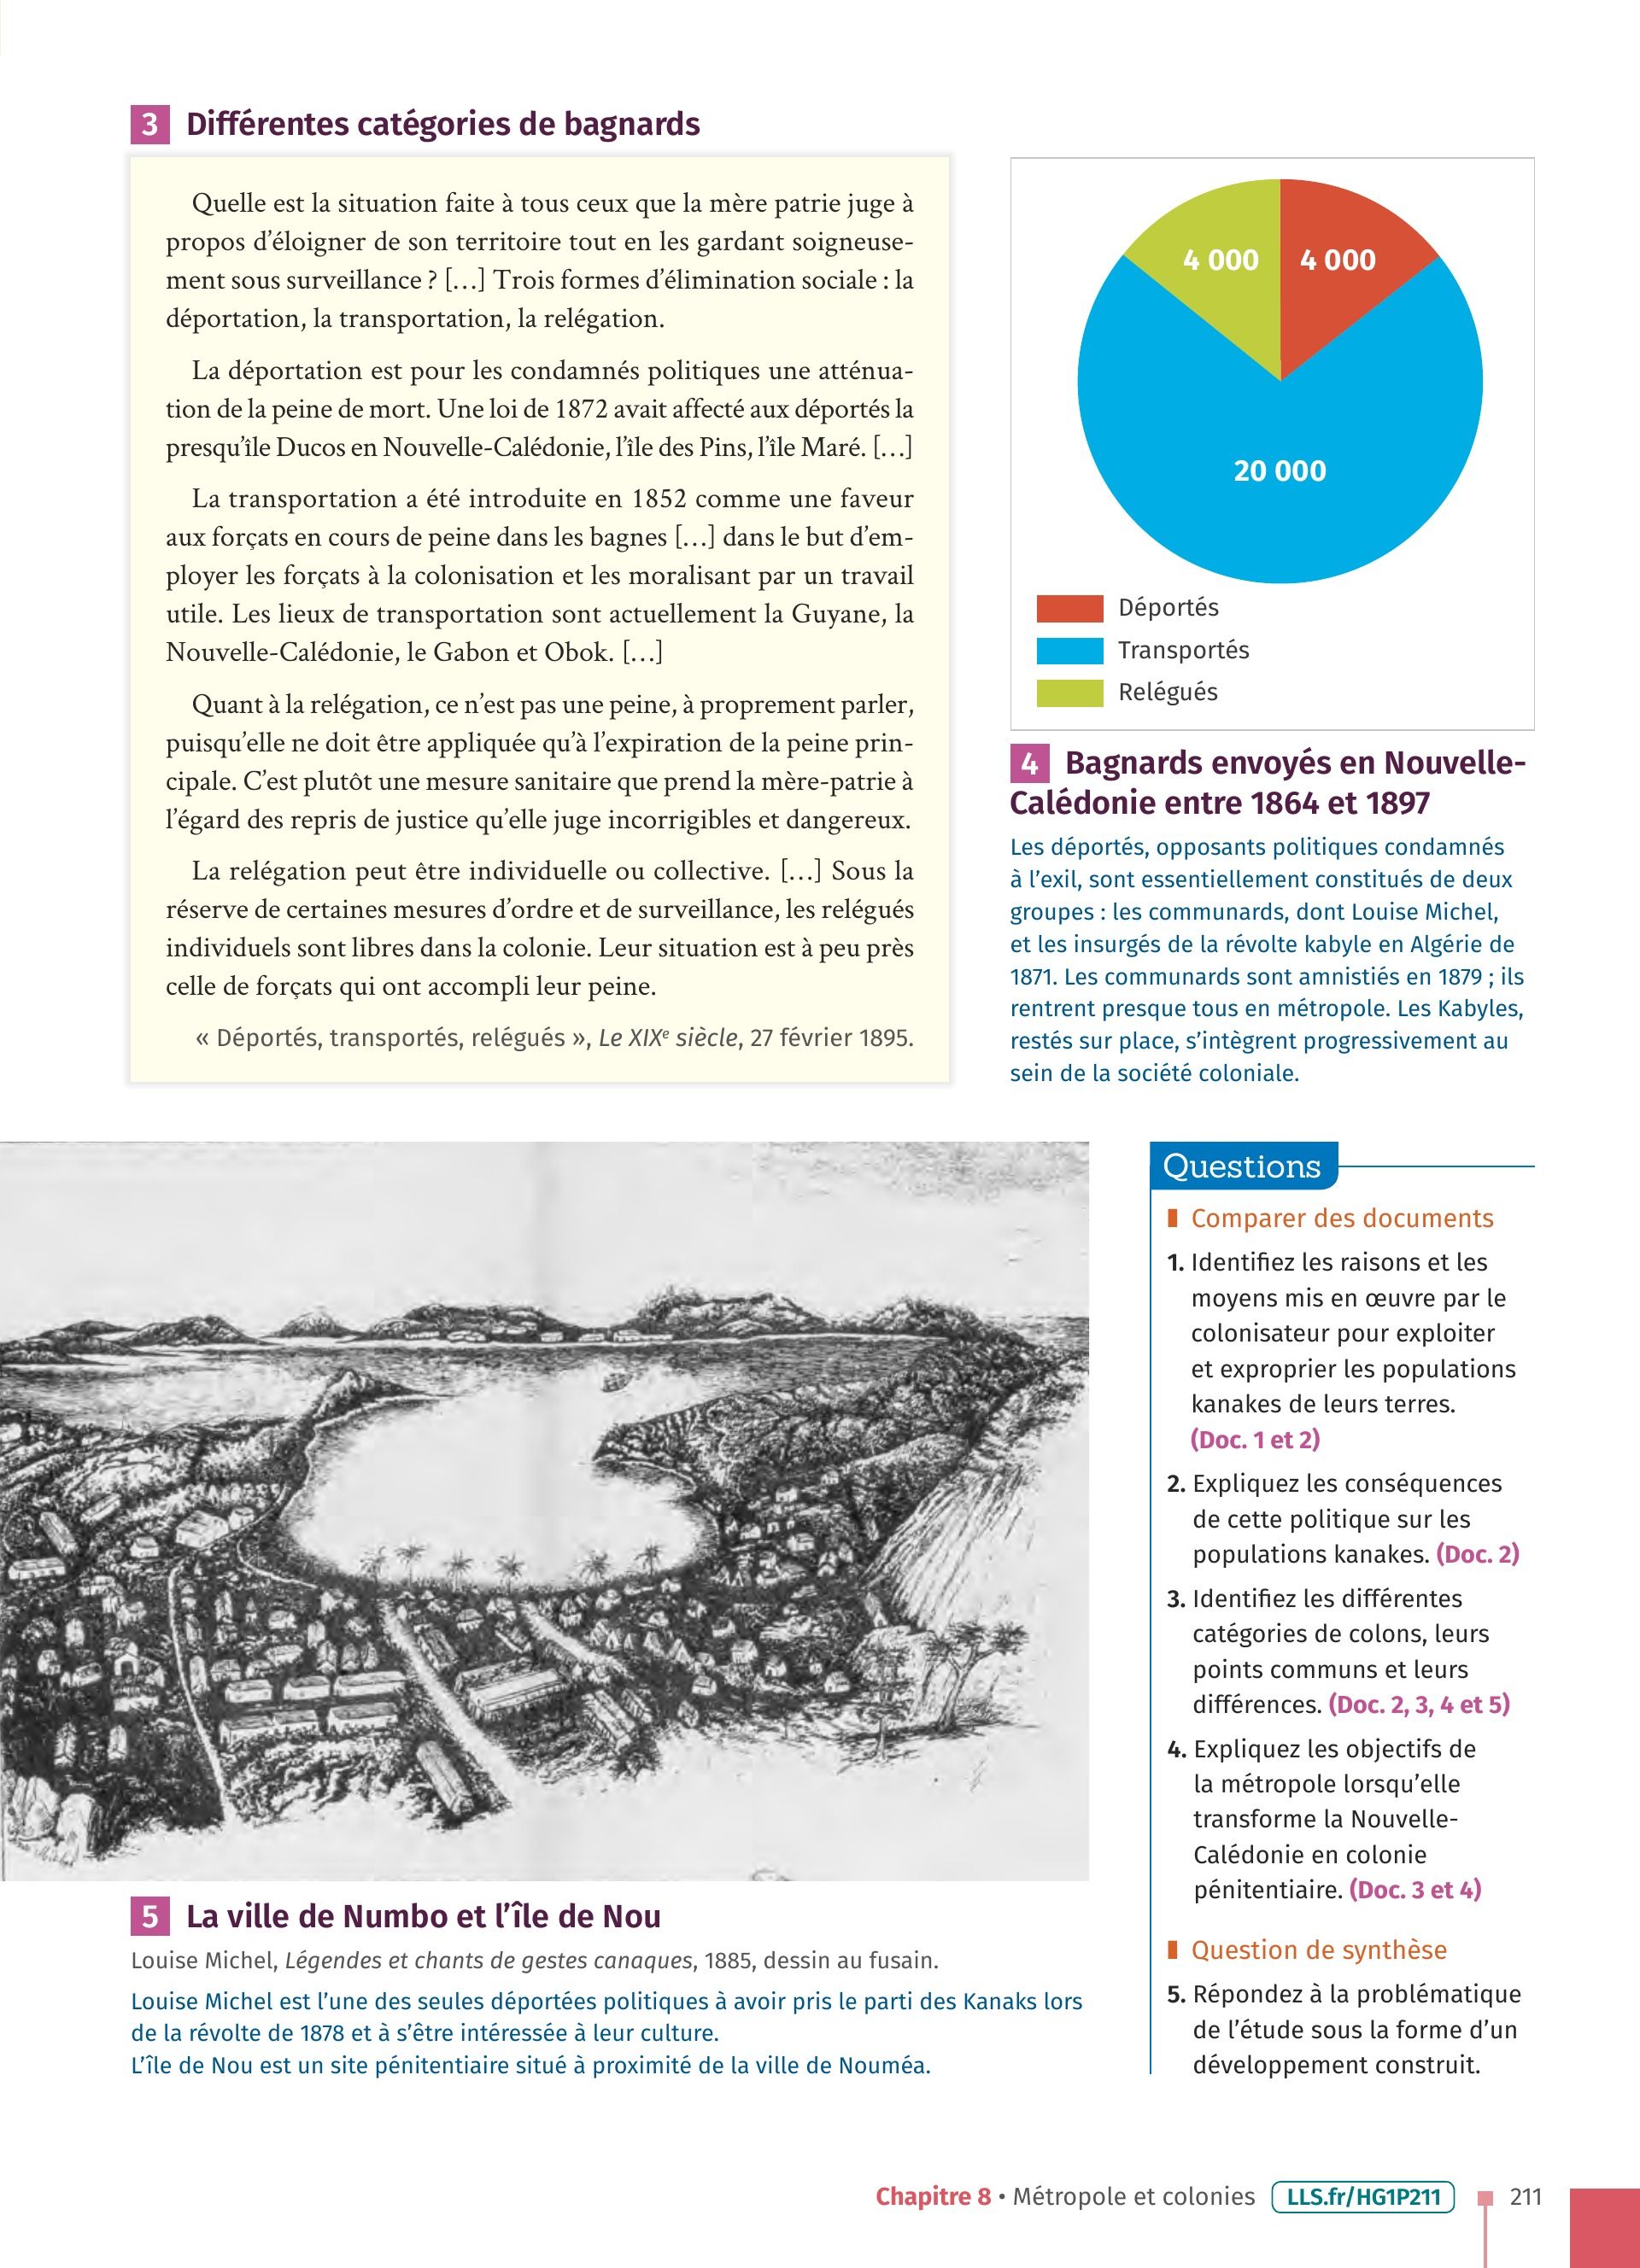 3 Différentes catégories de bagnards
Quelle est la situation faite à tous ceux que la mère patrie juge à
propos d’éloigner de son territoire tout en les gardant soigneuse-
ment sous surveillance ? […] Trois formes d’élimination sociale : la
déportation, la transportation, la relégation.
La déportation est pour les condamnés politiques une atténua-
tion de la peine de mort. Une loi de 1872 avait affecté aux déportés la
presqu’île Ducos en Nouvelle-Calédonie, l’île des Pins, l’île Maré. […]
La transportation a été introduite en 1852 comme une faveur
aux forçats en cours de peine dans les bagnes […] dans le but d’em-
ployer les forçats à la colonisation et les moralisant par un travail
utile. Les lieux de transportation sont actuellement la Guyane, la
Nouvelle-Calédonie, le Gabon et Obok. […]
Quant à la relégation, ce n’est pas une peine, à proprement parler,
puisqu’elle ne doit être appliquée qu’à l’expiration de la peine prin-
cipale. C’est plutôt une mesure sanitaire que prend la mère-patrie à
l’égard des repris de justice qu’elle juge incorrigibles et dangereux.
La relégation peut être individuelle ou collective. […] Sous la
réserve de certaines mesures d’ordre et de surveillance, les relégués
individuels sont libres dans la colonie. Leur situation est à peu près
celle de forçats qui ont accompli leur peine.
« Déportés, transportés, relégués », Le XIXe siècle, 27 février 1895.
4 000
4 000
20 000
Déportés
Transportés
Relégués
4 Bagnards envoyés en Nouvelle-
Calédonie entre 1864 et 1897
Les déportés, opposants politiques condamnés
à l’exil, sont essentiellement constitués de deux
groupes : les communards, dont Louise Michel,
et les insurgés de la révolte kabyle en Algérie de
1871. Les communards sont amnistiés en 1879 ; ils
rentrent presque tous en métropole. Les Kabyles,
restés sur place, s’intègrent progressivement au
sein de la société coloniale.
5 La ville de Numbo et l’île de Nou
Louise Michel, Légendes et chants de gestes canaques, 1885, dessin au fusain.
Louise Michel est l’une des seules déportées politiques à avoir pris le parti des Kanaks lors
de la révolte de 1878 et à s’être intéressée à leur culture.
L’île de Nou est un site pénitentiaire situé à proximité de la ville de Nouméa.
Questions
Comparer des documents
1. Identifiez les raisons et les
moyens mis en œuvre par le
colonisateur pour exploiter
et exproprier les populations
kanakes de leurs terres.
(Doc. 1 et 2)
2. Expliquez les conséquences
de cette politique sur les
populations kanakes. (Doc. 2)
3. Identifiez les différentes
catégories de colons, leurs
points communs et leurs
différences. (Doc. 2, 3, 4 et 5)
4. Expliquez les objectifs de
la métropole lorsqu’elle
transforme la Nouvelle-
Calédonie en colonie
pénitentiaire. (Doc. 3 et 4)
Question de synthèse
5. Répondez à la problématique
de l’étude sous la forme d’un
développement construit.
Chapitre 8 • Métropole et colonies LLS.fr/HG1P211 211